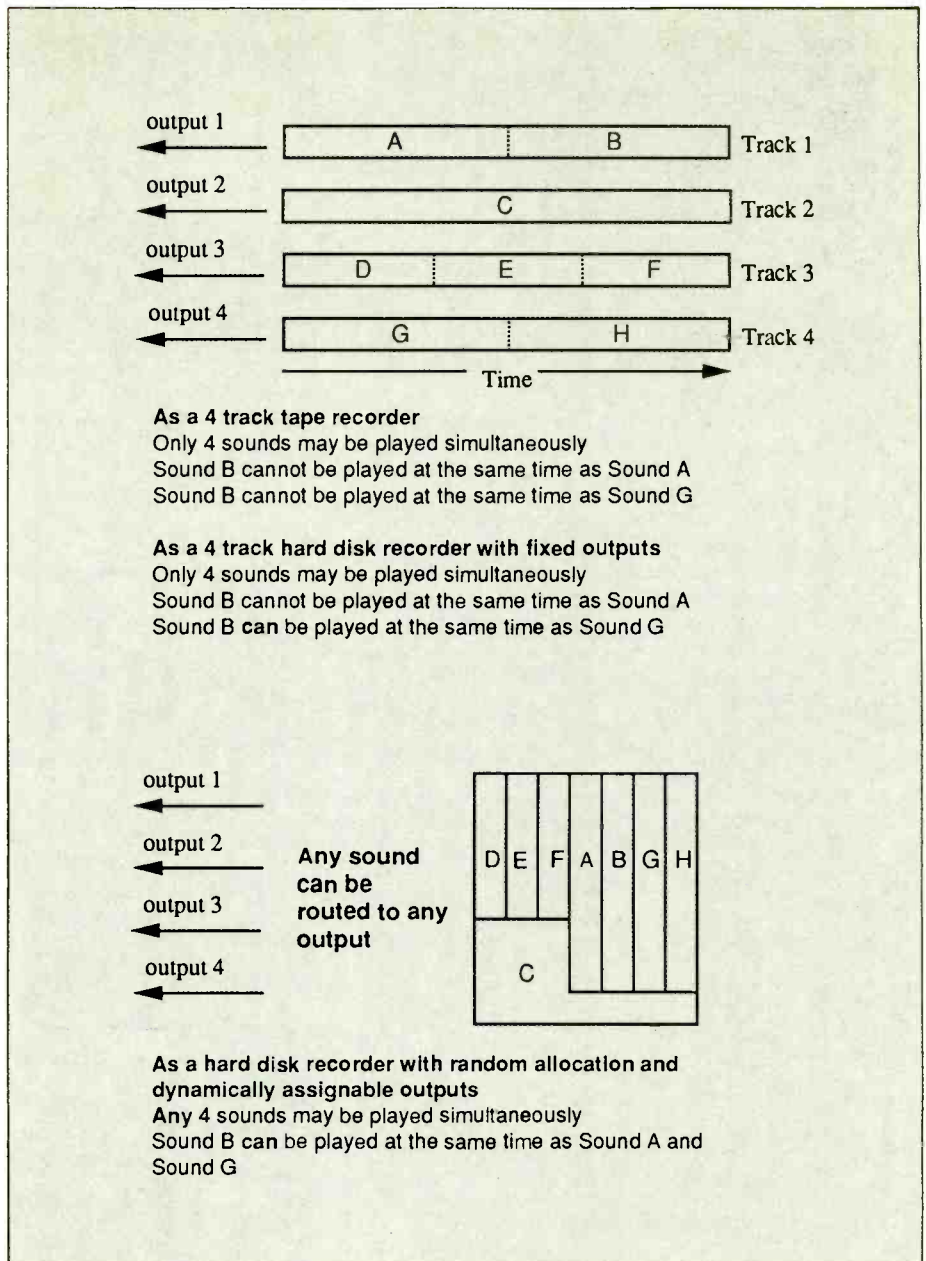 output 1
A
B
Track 1
output 2
C
Track 2
output 3
D
E
F
Track 3
output 4
G
H
Track 4
Time
As a 4 track tape recorder
Only 4 sounds may be played simultaneously
Sound B cannot be played at the same time as Sound A
Sound B cannot be played at the same time as Sound G
As a 4 track hard disk recorder with fixed outputs
Only 4 sounds may be played simultaneously
Sound B cannot be played at the same time as Sound A
Sound B can be played at the same time as Sound G
output 1
output 2
output 3
output 4
Any sound
can be
routed to any
output
D E F A B G H
C
As a hard disk recorder with random allocation and
dynamically assignable outputs
Any 4 sounds may be played simultaneously
Sound B can be played at the same time as Sound A and
Sound G